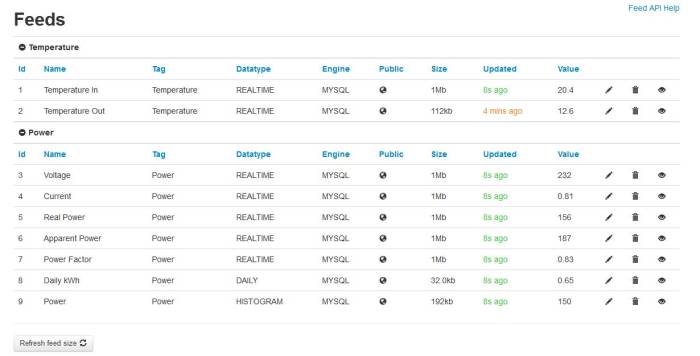 Feed API Help
Feeds
Temperature
Id Name Tag Datatype Engine Public Size Updated Value
1 Temperature In Temperature REALTIME MYSQL 1Mb 8s ago 20.4
2 Temperature Out Temperature REALTIME MYSQL 112kb 4 mins ago 12.6
Power
Id Name Tag Datatype Engine Public Size Updated Value
3 Voltage Power REALTIME MYSQL 1Mb 8s ago 232
4 Current Power REALTIME MYSQL 1Mb 8s ago 0.81
5 Real Power Power REALTIME MYSQL 1Mb 8s ago 156
6 Apparent Power Power REALTIME MYSQL 1Mb 8s ago 187
7 Power Factor Power REALTIME MYSQL 1Mb 8s ago 0.83
8 Daily kWh Power DAILY MYSQL 32.0kb 8s ago 0.65
9 Power Power HISTOGRAM MYSQL 192kb 8s ago 150
Refresh feed size